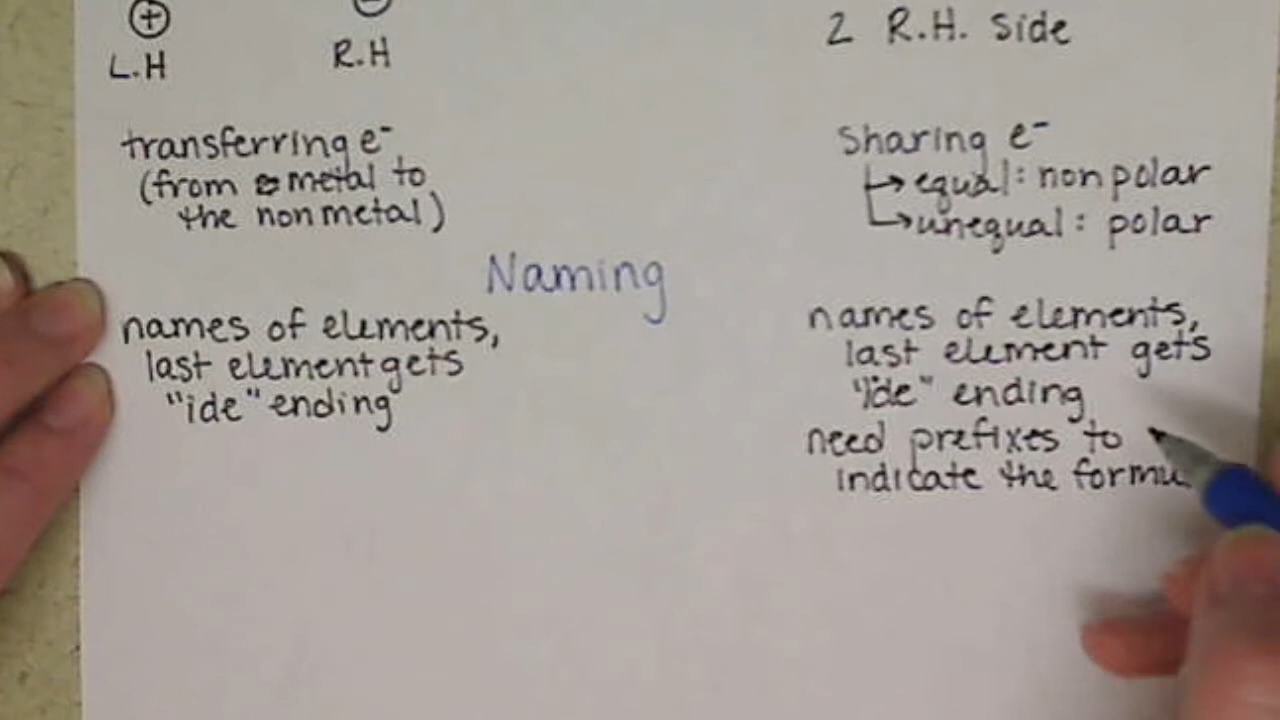 ⊕ ⊖
L.H R.H
2 R.H. Side
transferring e⁻
(from metal to
the nonmetal)
sharing e⁻
↳ equal: nonpolar
↳ unequal: polar
Naming
names of elements,
last element gets
"ide" ending
names of elements,
last element gets
"ide" ending
need prefixes to
indicate the formu